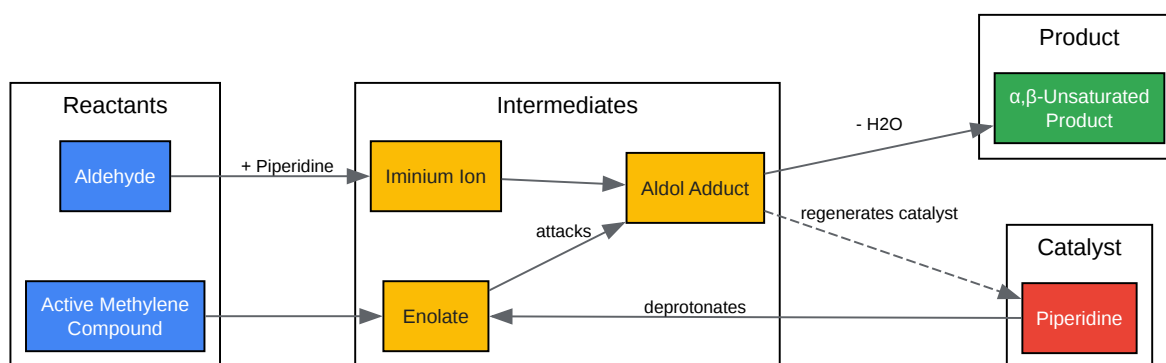 Product
α,β-Unsaturated
Product
Reactants
Intermediates
- H2O
Aldehyde
+ Piperidine
Iminium Ion
Aldol Adduct
attacks
regenerates catalyst
Catalyst
Active Methylene
Compound
Enolate
deprotonates
Piperidine